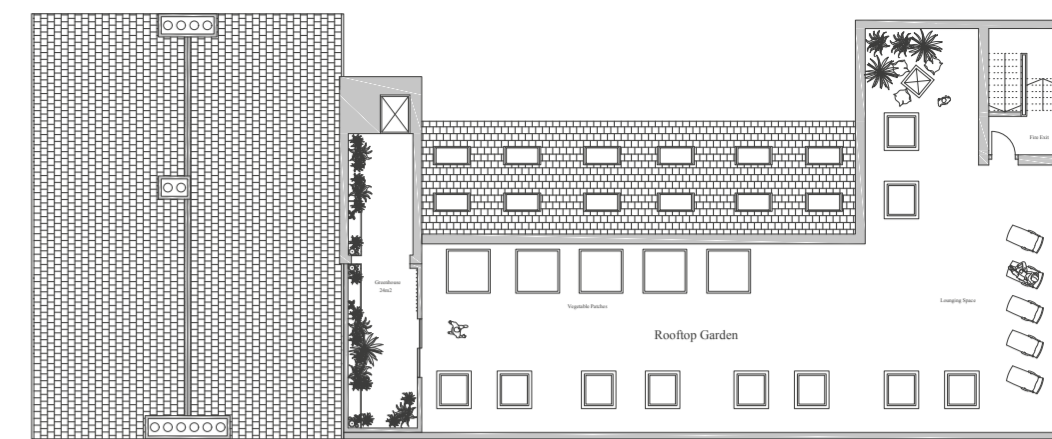 Fire Exit
Greenhouse
24m2
Vegetable Patches
Lounging Space
Rooftop Garden